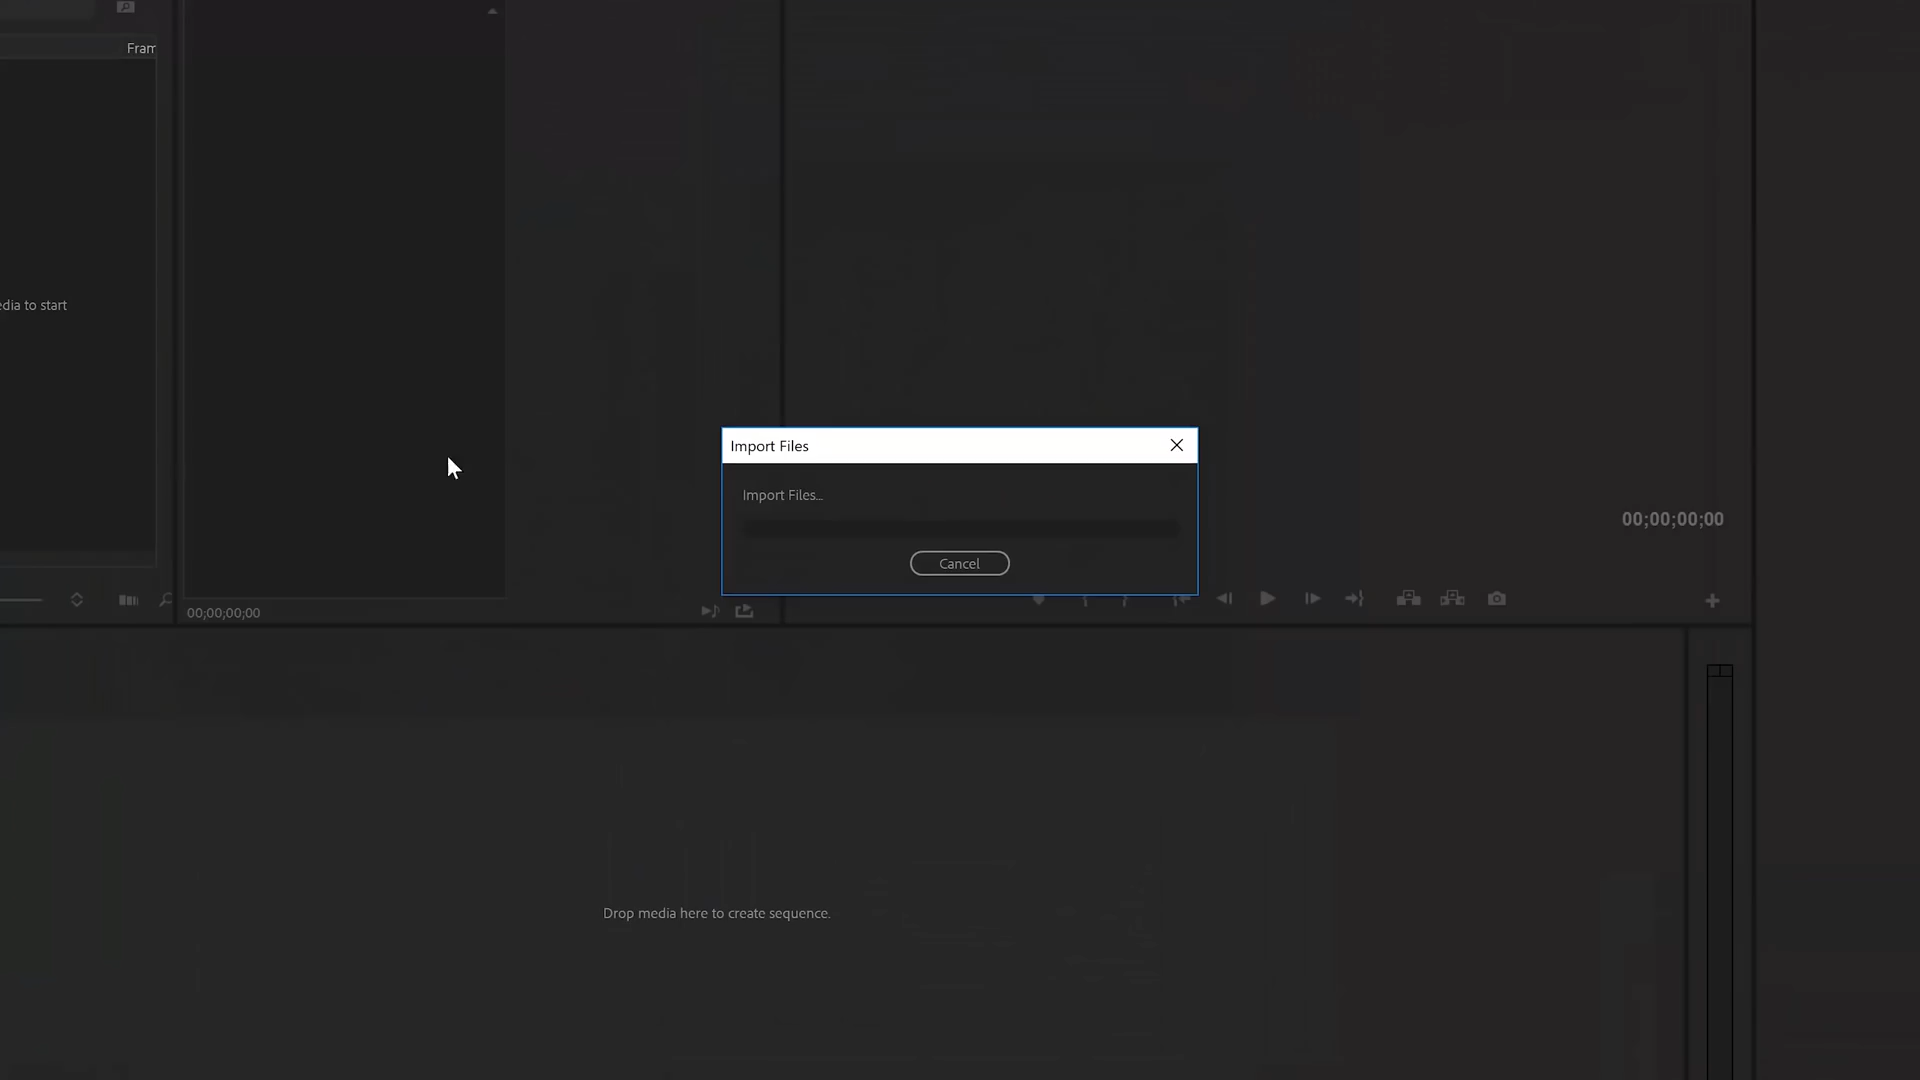 Fram
edia to start
Import Files
Import Files...
Cancel
00;00;00;00
00;00;00;00
Drop media here to create sequence.